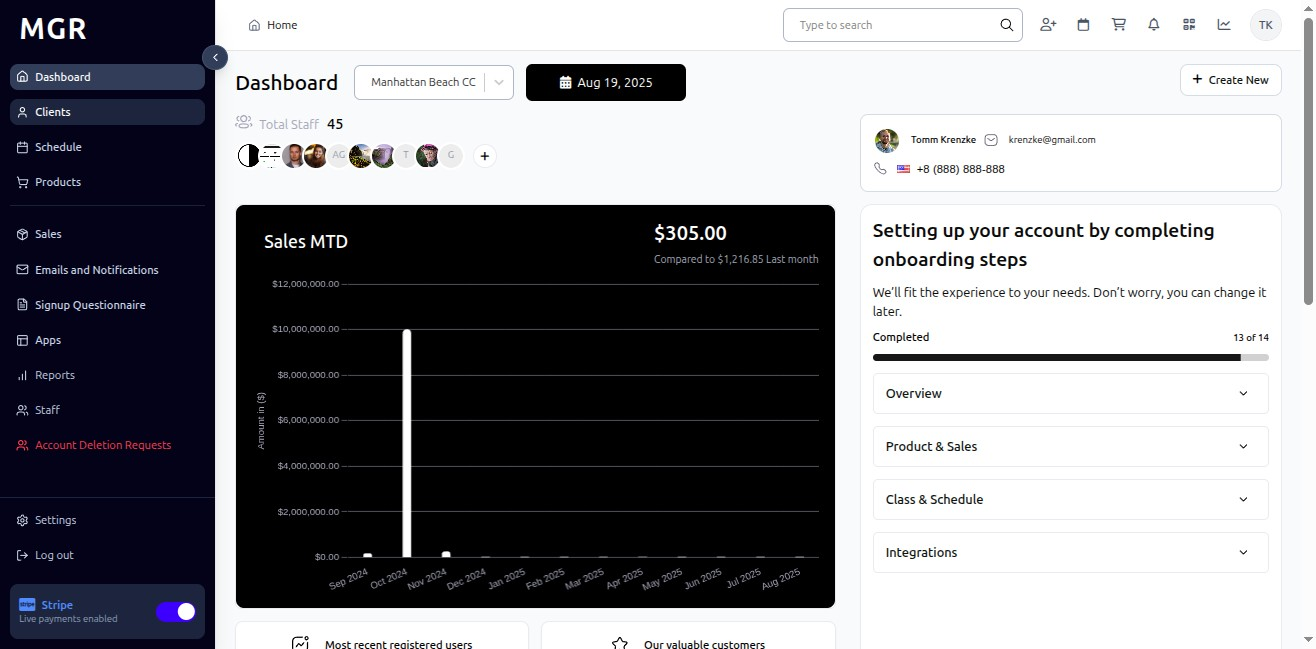 MGR
Dashboard
Clients
Schedule
Products
Sales
Emails and Notifications
Signup Questionnaire
Apps
Reports
Staff
Account Deletion Requests
Settings
Log out
stripe
Stripe
Live payments enabled
Home
Type to search
TK
Dashboard
Manhattan Beach CC
Aug 19, 2025
+ Create New
Total Staff 45
AG
T
G
+
Tomm Krenzke krenzke@gmail.com
+8 (888) 888-888
Sales MTD
$305.00
Compared to $1,216.85 Last month
$12,000,000.00
$10,000,000.00
$8,000,000.00
$6,000,000.00
$4,000,000.00
$2,000,000.00
$0.00
Amount in ($)
Sep 2024
Oct 2024
Nov 2024
Dec 2024
Jan 2025
Feb 2025
Mar 2025
Apr 2025
May 2025
Jun 2025
Jul 2025
Aug 2025
Setting up your account by completing
onboarding steps
We’ll fit the experience to your needs. Don’t worry, you can change it
later.
Completed 13 of 14
Overview
Product & Sales
Class & Schedule
Integrations
Most recent registered users
Our valuable customers